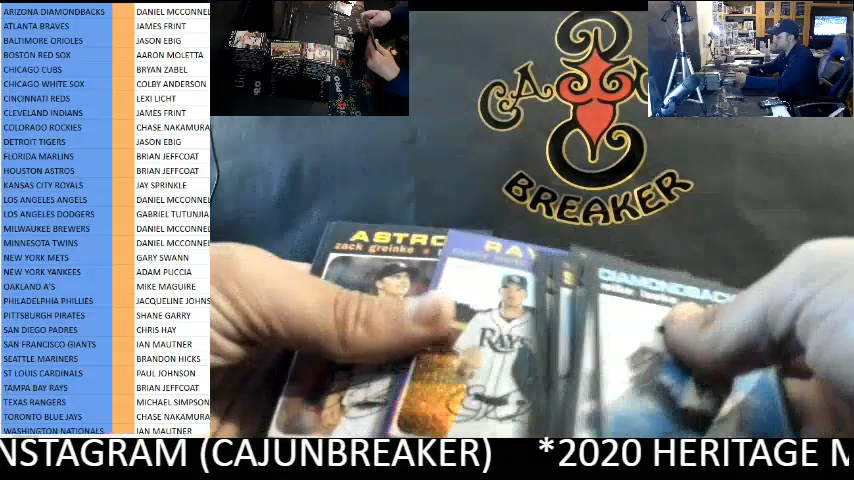 ARIZONA DIAMONDBACKS DANIEL MCCONNEL
ATLANTA BRAVES JAMES FRINT
BALTIMORE ORIOLES JASON EBIG
BOSTON RED SOX AARON MOLETTA
CHICAGO CUBS BRYAN ZABEL
CHICAGO WHITE SOX COLBY ANDERSON
CINCINNATI REDS LEXI LICHT
CLEVELAND INDIANS JAMES FRINT
COLORADO ROCKIES CHASE NAKAMURA
DETROIT TIGERS JASON EBIG
FLORIDA MARLINS BRIAN JEFFCOAT
HOUSTON ASTROS BRIAN JEFFCOAT
KANSAS CITY ROYALS JAY SPRINKLE
LOS ANGELES ANGELS DANIEL MCCONNEL
LOS ANGELES DODGERS GABRIEL TUTUNJIA
MILWAUKEE BREWERS DANIEL MCCONNEL
MINNESOTA TWINS DANIEL MCCONNEL
NEW YORK METS GARY SWANN
NEW YORK YANKEES ADAM PUCCIA
OAKLAND A'S MIKE MAGUIRE
PHILADELPHIA PHILLIES JACQUELINE JOHNS
PITTSBURGH PIRATES SHANE GARRY
SAN DIEGO PADRES CHRIS HAY
SAN FRANCISCO GIANTS IAN MAUTNER
SEATTLE MARINERS BRANDON HICKS
ST LOUIS CARDINALS PAUL JOHNSON
TAMPA BAY RAYS BRIAN JEFFCOAT
TEXAS RANGERS MICHAEL SIMPSON
TORONTO BLUE JAYS CHASE NAKAMURA
WASHINGTON NATIONALS IAN MAUTNER
CAJU
BREAKER
ASTRO
zack greinke
RAY
RAYS
DIAMONDBACK
mike leake
NSTAGRAM (CAJUNBREAKER) *2020 HERITAGE M